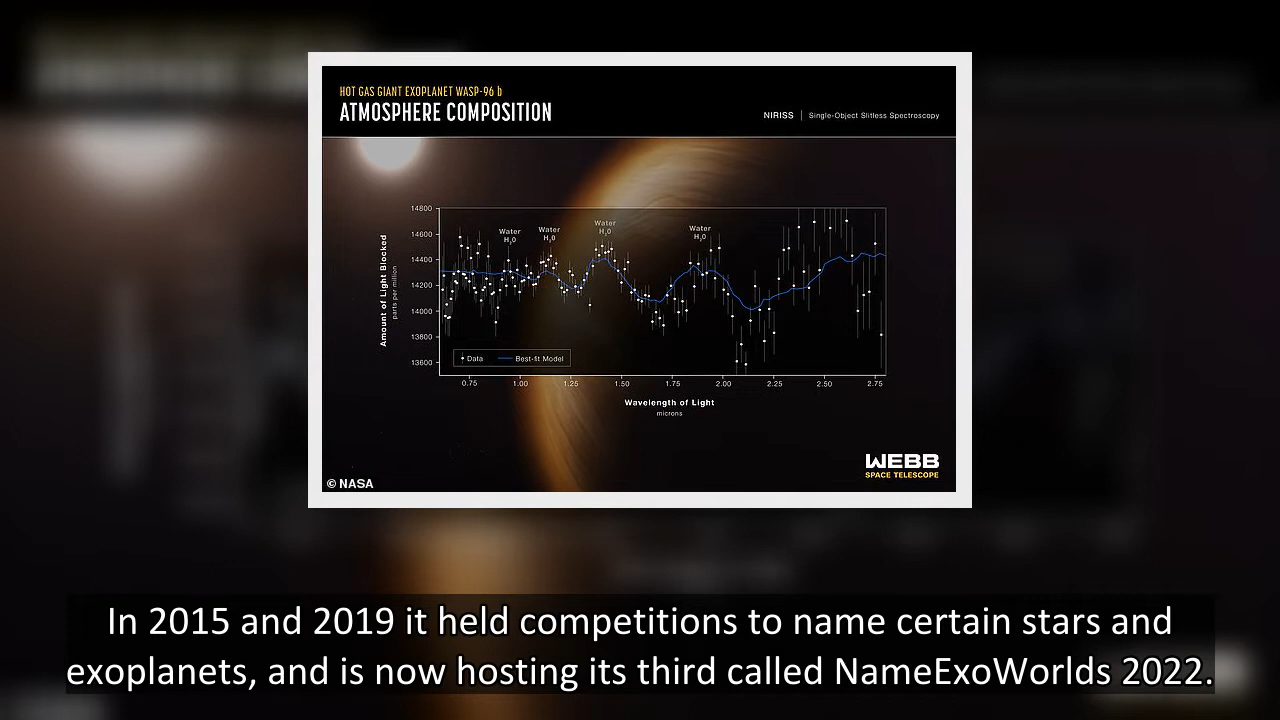 HOT GAS GIANT EXOPLANET WASP-96 b
ATMOSPHERE COMPOSITION
NIRISS | Single-Object Slitless Spectroscopy
Amount of Light Blocked
parts per million
14800
14600
14400
14200
14000
13800
13600
Water
H₂O
Water
H₂O
Water
H₂O
Water
H₂O
Data
Best-fit Model
0.75 1.00 1.25 1.50 1.75 2.00 2.25 2.50 2.75
Wavelength of Light
microns
WEBB
SPACE TELESCOPE
© NASA
In 2015 and 2019 it held competitions to name certain stars and
exoplanets, and is now hosting its third called NameExoWorlds 2022.